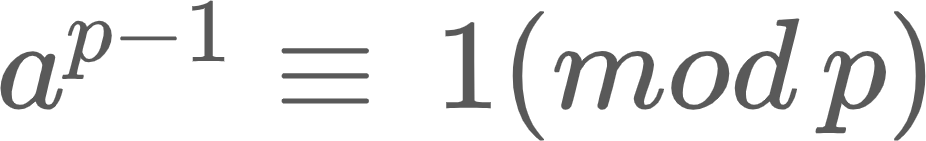 a^{p-1} ≡ 1(mod p)